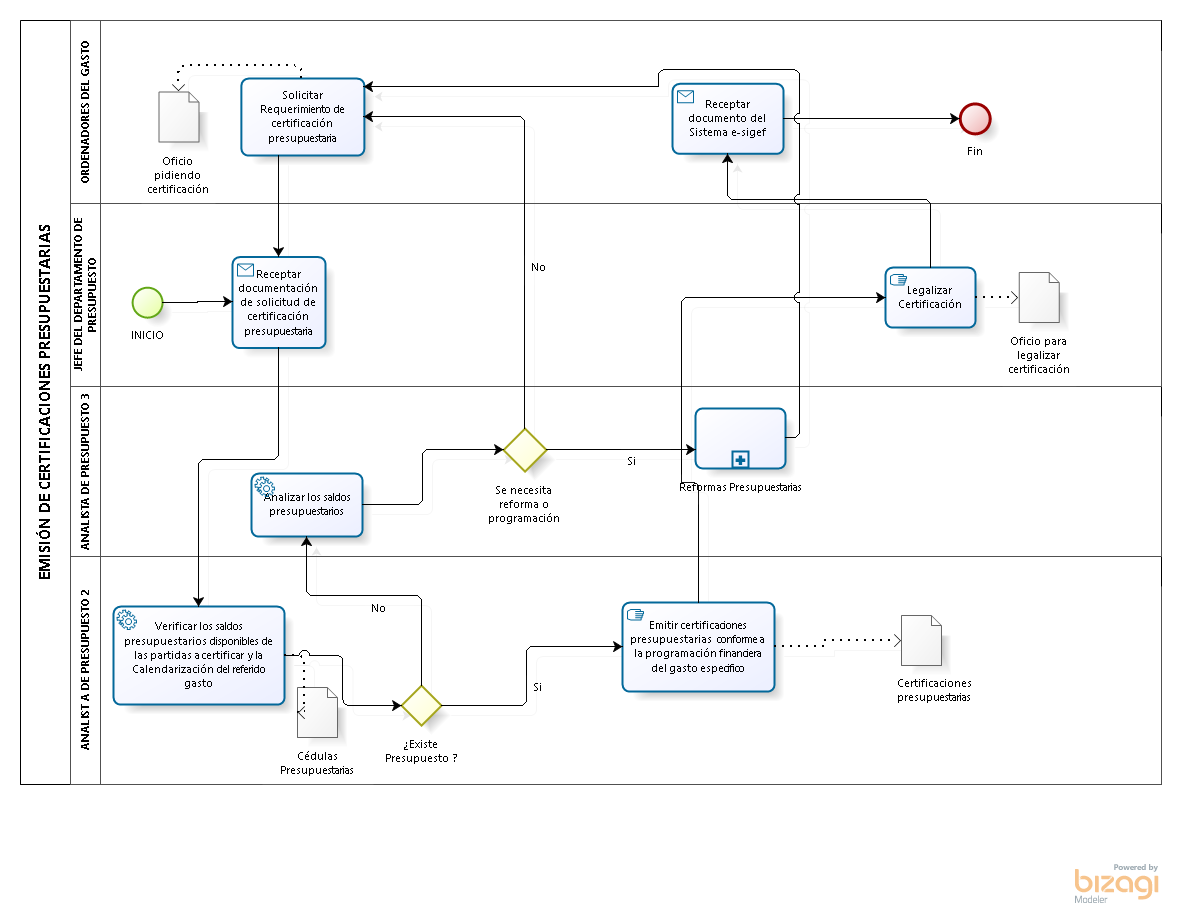 EMISIÓN DE CERTIFICACIONES PRESUPUESTARIAS
ORDENADORES DEL GASTO
Oficio
pidiendo
certificación
Solicitar
Requerimiento de
certificación
presupuestaria
Receptar
documento del
Sistema e-sigef
Fin
JEFE DEL DEPARTAMENTO DE
PRESUPUESTO
INICIO
Receptar
documentación
de solicitud de
certificación
presupuestaria
No
Legalizar
Certificación
Oficio para
legalizar
certificación
ANALISTA DE PRESUPUESTO 3
Analizar los saldos
presupuestarios
Se necesita
reforma o
programación
Si
Reformas Presupuestarias
ANALIST A DE PRESUPUESTO 2
Verificar los saldos
presupuestarios disponibles de
las partidas a certificar y la
Calendarización del referido
gasto
Cédulas
Presupuestarias
No
¿Existe
Presupuesto ?
Si
Emitir certificaciones
presupuestarias conforme a
la programación financiera
del gasto especifico
Certificaciones
presupuestarias
Powered by
bizagi
Modeler